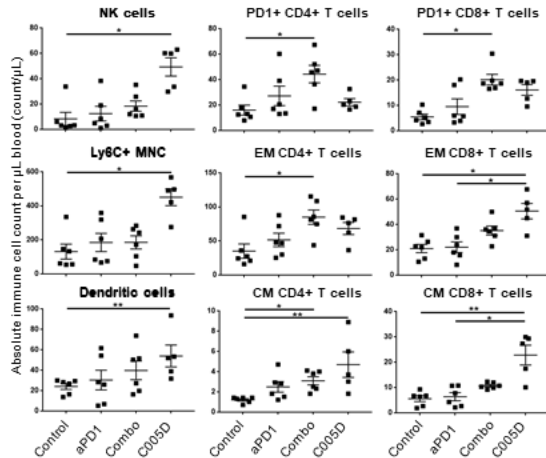 Absolute immune cell count per µL blood (count/µL)
NK cells
PD1+ CD4+ T cells
PD1+ CD8+ T cells
80
60
40
20
0
*
80
60
40
20
0
*
40
30
20
10
0
*
Ly6C+ MNC
EM CD4+ T cells
EM CD8+ T cells
600
400
200
0
*
150
100
50
0
*
80
60
40
20
0
*
*
Dendritic cells
CM CD4+ T cells
CM CD8+ T cells
100
80
60
40
20
0
**
10
8
6
4
2
0
*
**
40
30
20
10
0
**
*
Control
aPD1
Combo
C005D
Control
aPD1
Combo
C005D
Control
aPD1
Combo
C005D